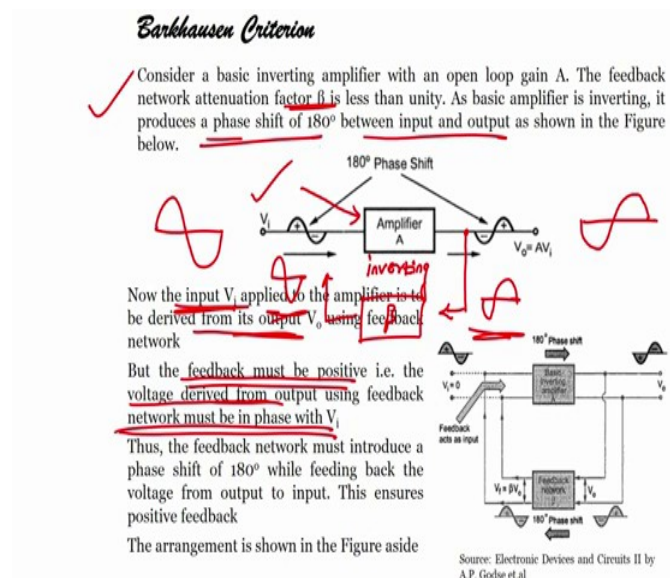 Barkhausen Criterion
Consider a basic inverting amplifier with an open loop gain A. The feedback
network attenuation factor β is less than unity. As basic amplifier is inverting, it
produces a phase shift of 180⁰ between input and output as shown in the Figure
below.
180⁰ Phase Shift
Vi
+
−
Amplifier
A
−
+
Vo= AVi
inverting
β
Now the input Vi applied to the amplifier is to
be derived from its output Vo using feedback
network
But the feedback must be positive i.e. the
voltage derived from output using feedback
network must be in phase with Vi
Thus, the feedback network must introduce a
phase shift of 180⁰ while feeding back the
voltage from output to input. This ensures
positive feedback
The arrangement is shown in the Figure aside
180° Phase shift
Vi=0
Basic
inverting
amplifier
Vo
Feedback
acts as input
Feedback
network
Vf = βVo
Vo
180° Phase shift
Source: Electronic Devices and Circuits II by
A.P. Godse et al